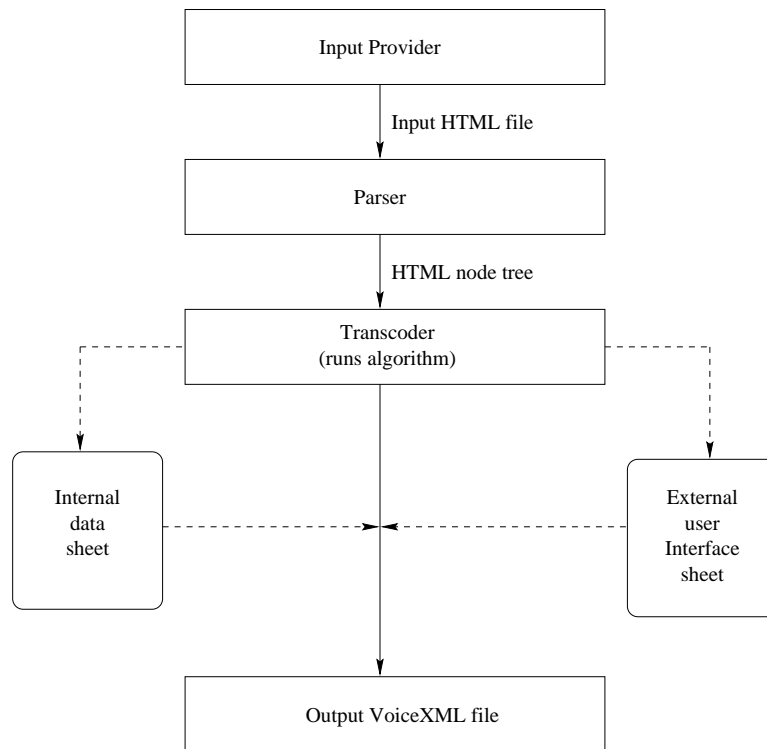 Input Provider
Input HTML file
Parser
HTML node tree
Transcoder
(runs algorithm)
Internal
data
sheet
External
user
Interface
sheet
Output VoiceXML file